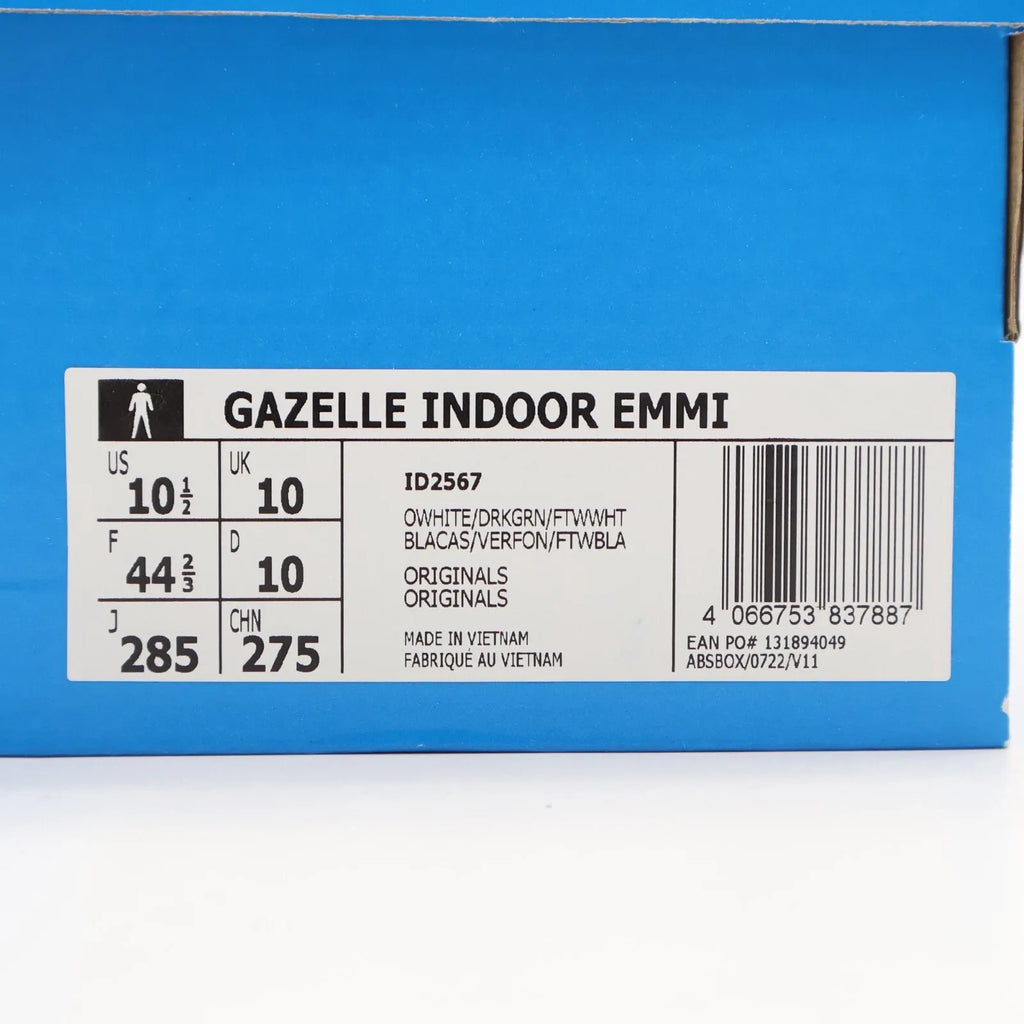 GAZELLE INDOOR EMMI
US
10 1/2
UK
10
F
44 2/3
D
10
J
285
CHN
275
ID2567
OWHITE/DRKGRN/FTWWHT
BLACAS/VERFON/FTWBLA
ORIGINALS
ORIGINALS
MADE IN VIETNAM
FABRIQUÉ AU VIETNAM
4 066753 837887
EAN PO# 131894049
ABSBOX/0722/V11